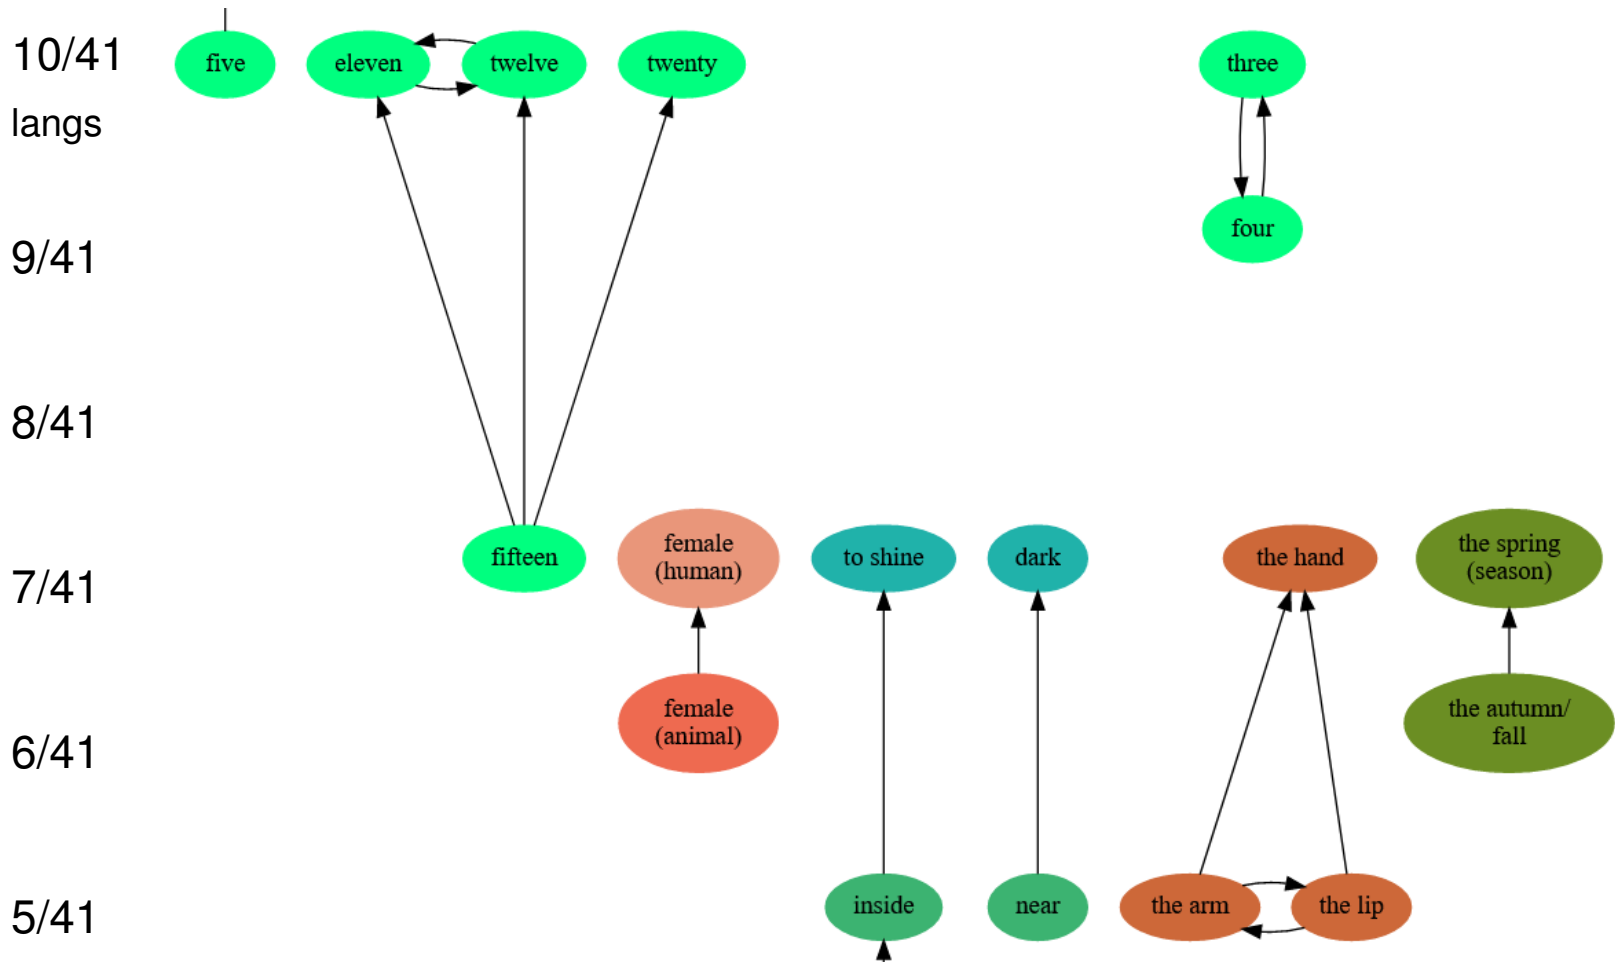 10/41
langs
five
eleven
twelve
twenty
three
9/41
four
8/41
7/41
fifteen
female
(human)
to shine
dark
the hand
the spring
(season)
6/41
female
(animal)
the autumn/
fall
5/41
inside
near
the arm
the lip